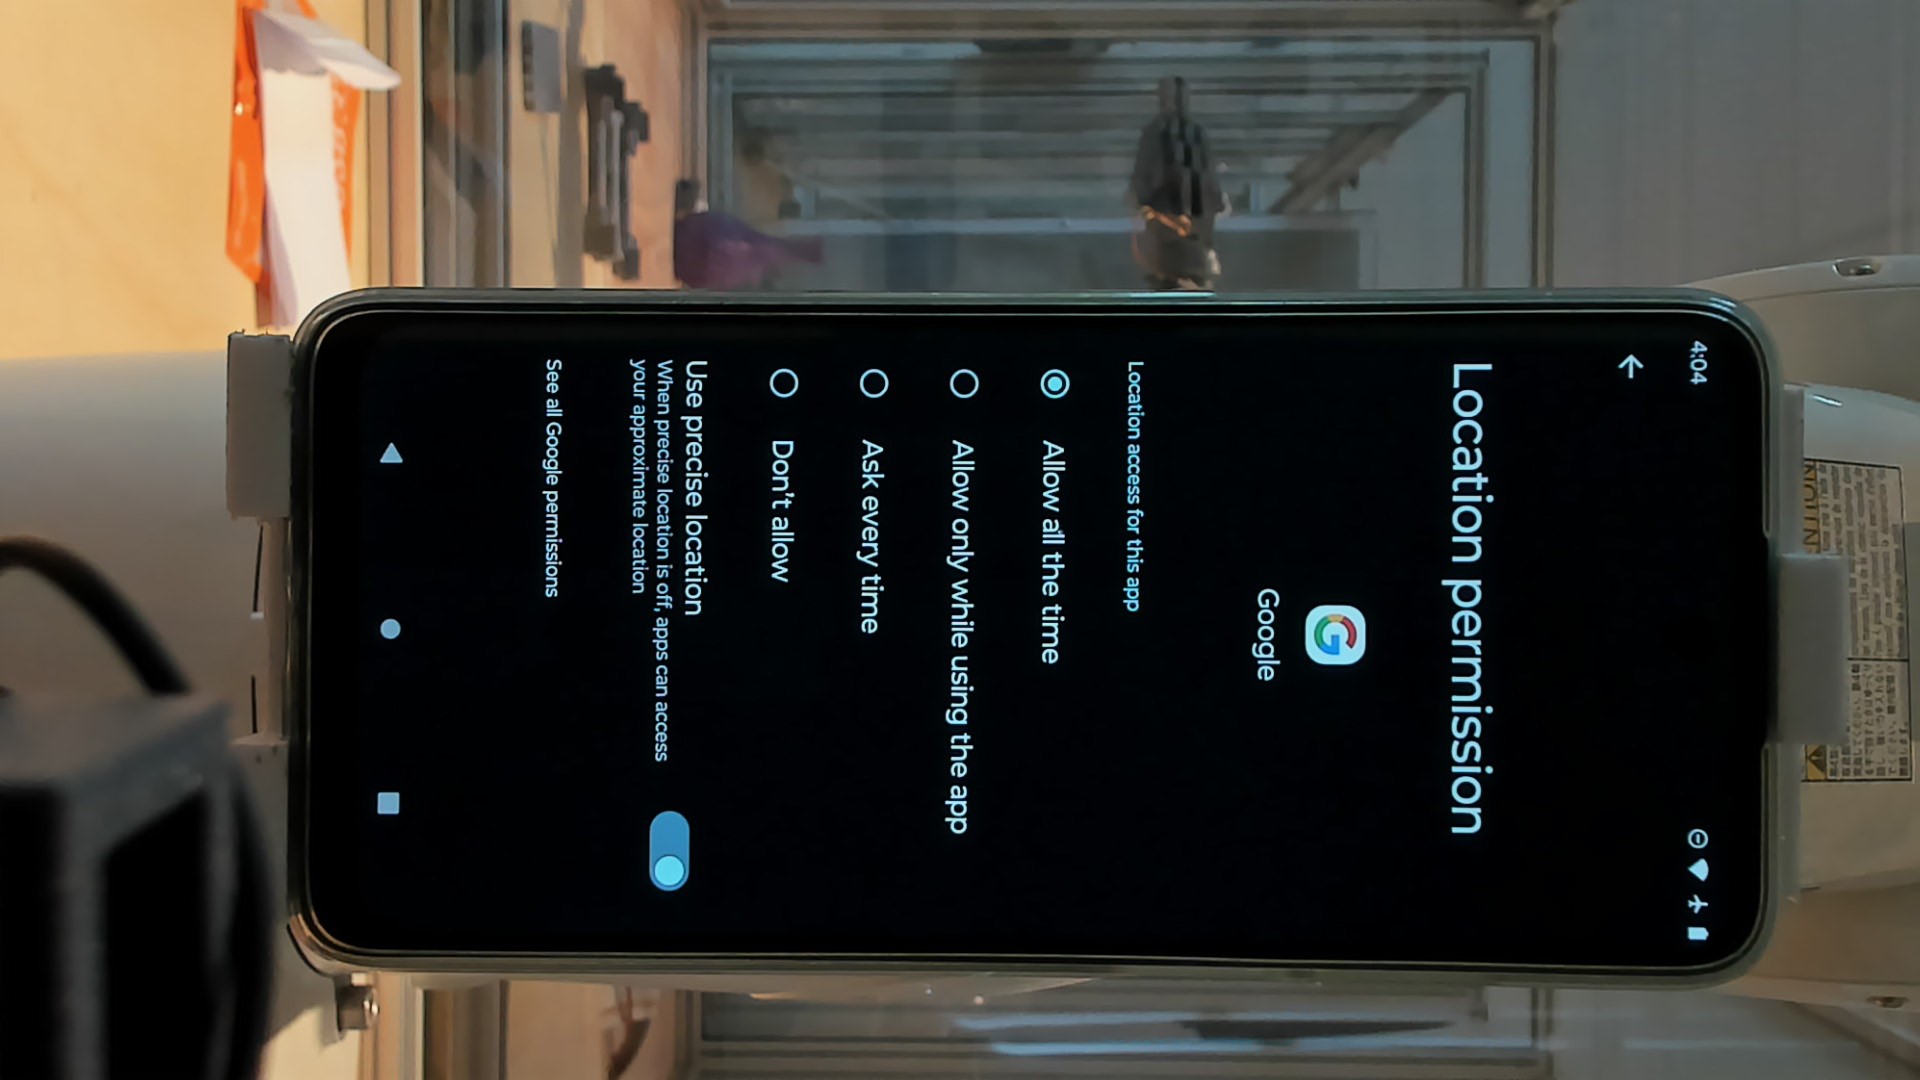 4:04
Location permission
Google
Location access for this app
Allow all the time
Allow only while using the app
Ask every time
Don't allow
Use precise location
When precise location is off, apps can access
your approximate location
See all Google permissions